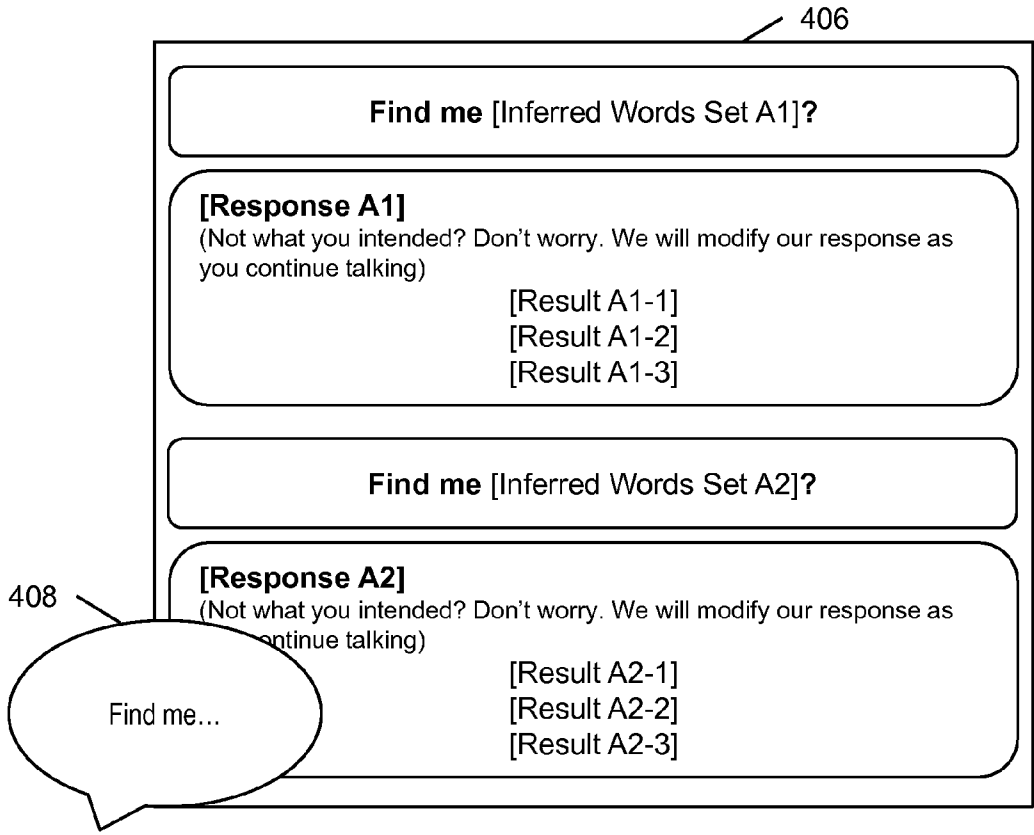 406
Find me [Inferred Words Set A1]?
[Response A1]
(Not what you intended? Don't worry. We will modify our response as
you continue talking)
[Result A1-1]
[Result A1-2]
[Result A1-3]
Find me [Inferred Words Set A2]?
[Response A2]
(Not what you intended? Don't worry. We will modify our response as
continue talking)
[Result A2-1]
[Result A2-2]
[Result A2-3]
408
Find me...